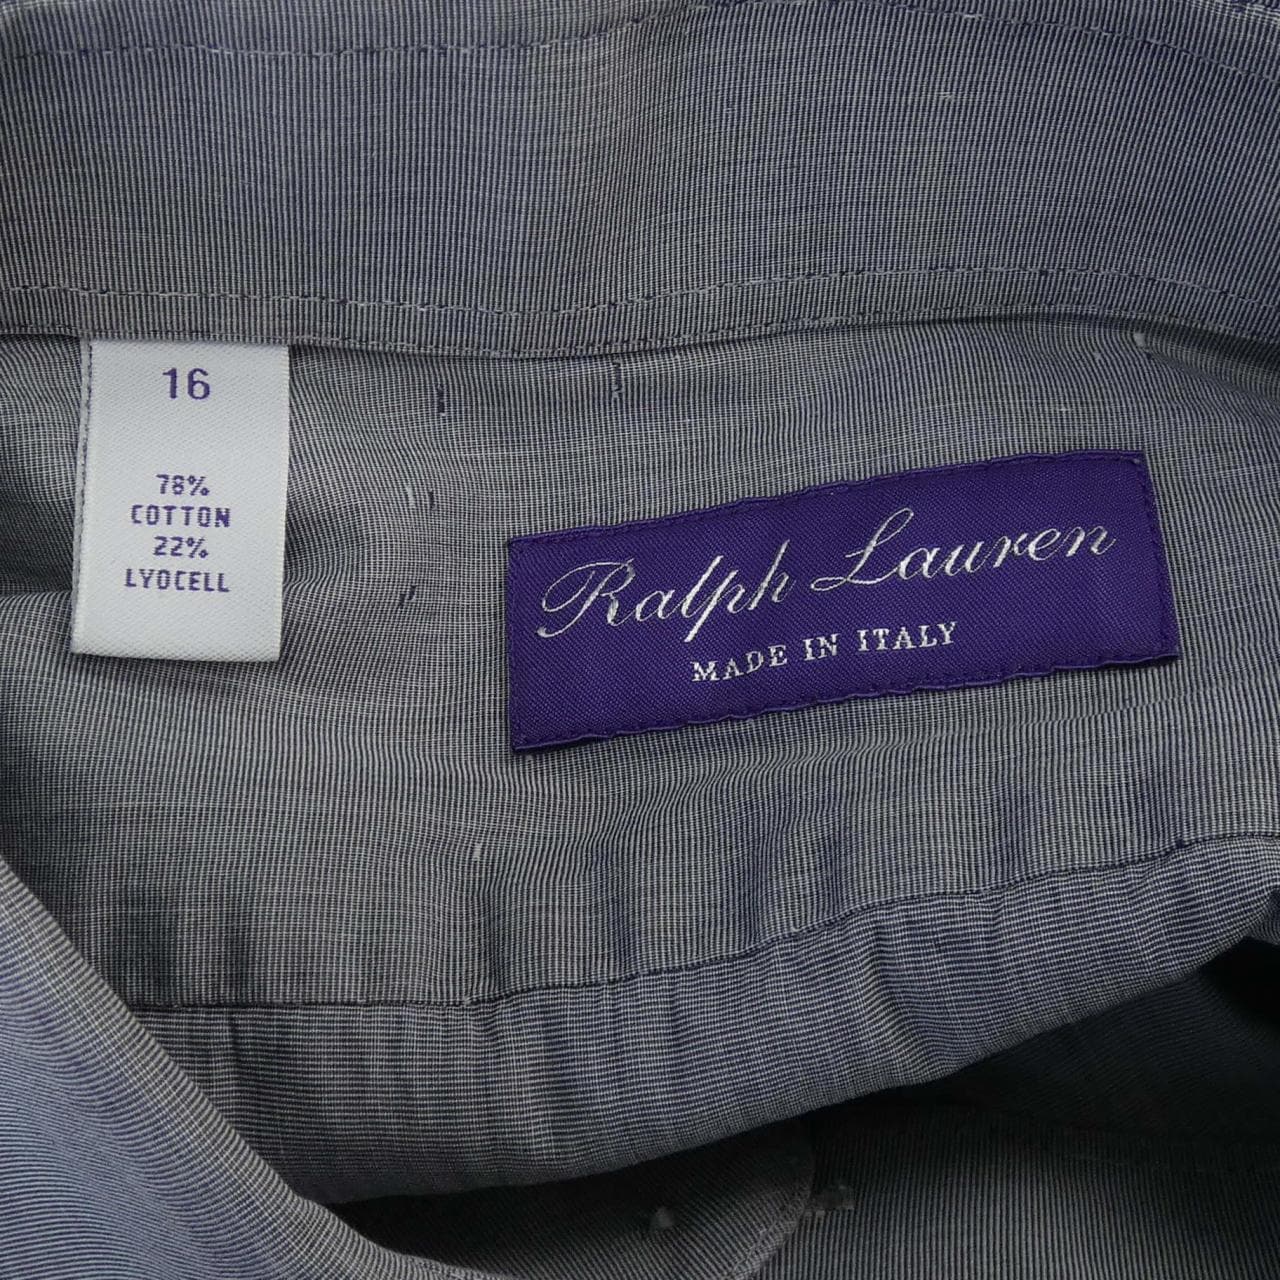 16
78%
COTTON
22%
LYOCELL
Ralph Lauren
MADE IN ITALY